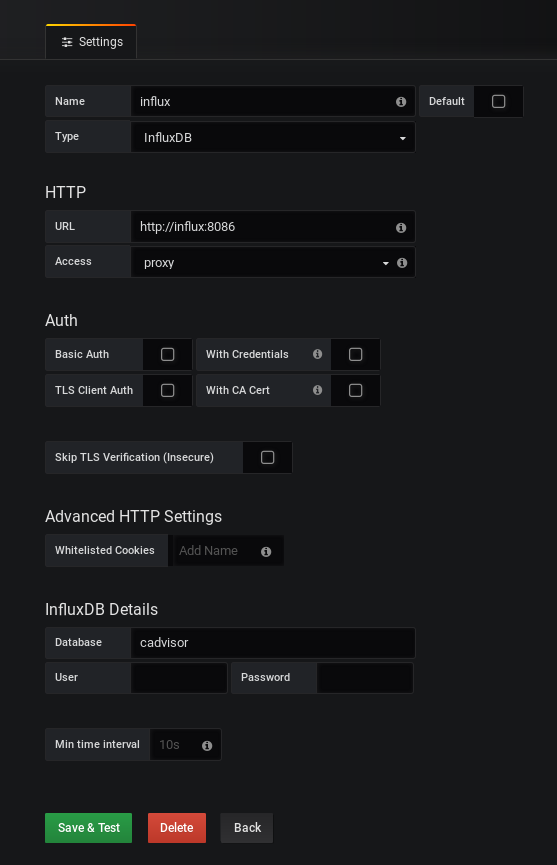 Settings
Name influx Default
Type InfluxDB
HTTP
URL http://influx:8086
Access proxy
Auth
Basic Auth With Credentials
TLS Client Auth With CA Cert
Skip TLS Verification (Insecure)
Advanced HTTP Settings
Whitelisted Cookies Add Name
InfluxDB Details
Database cadvisor
User Password
Min time interval 10s
Save & Test Delete Back